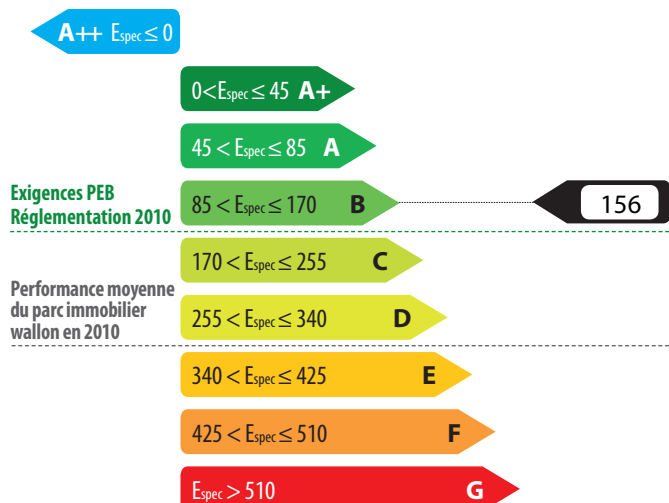 A++ Espec ≤ 0
0<Espec ≤ 45 A+
45 < Espec ≤ 85 A
Exigences PEB
Réglementation 2010
85 < Espec ≤ 170 B
156
170 < Espec ≤ 255 C
Performance moyenne
du parc immobilier
wallon en 2010
255 < Espec ≤ 340 D
340 < Espec ≤ 425 E
425 < Espec ≤ 510 F
Espec > 510 G